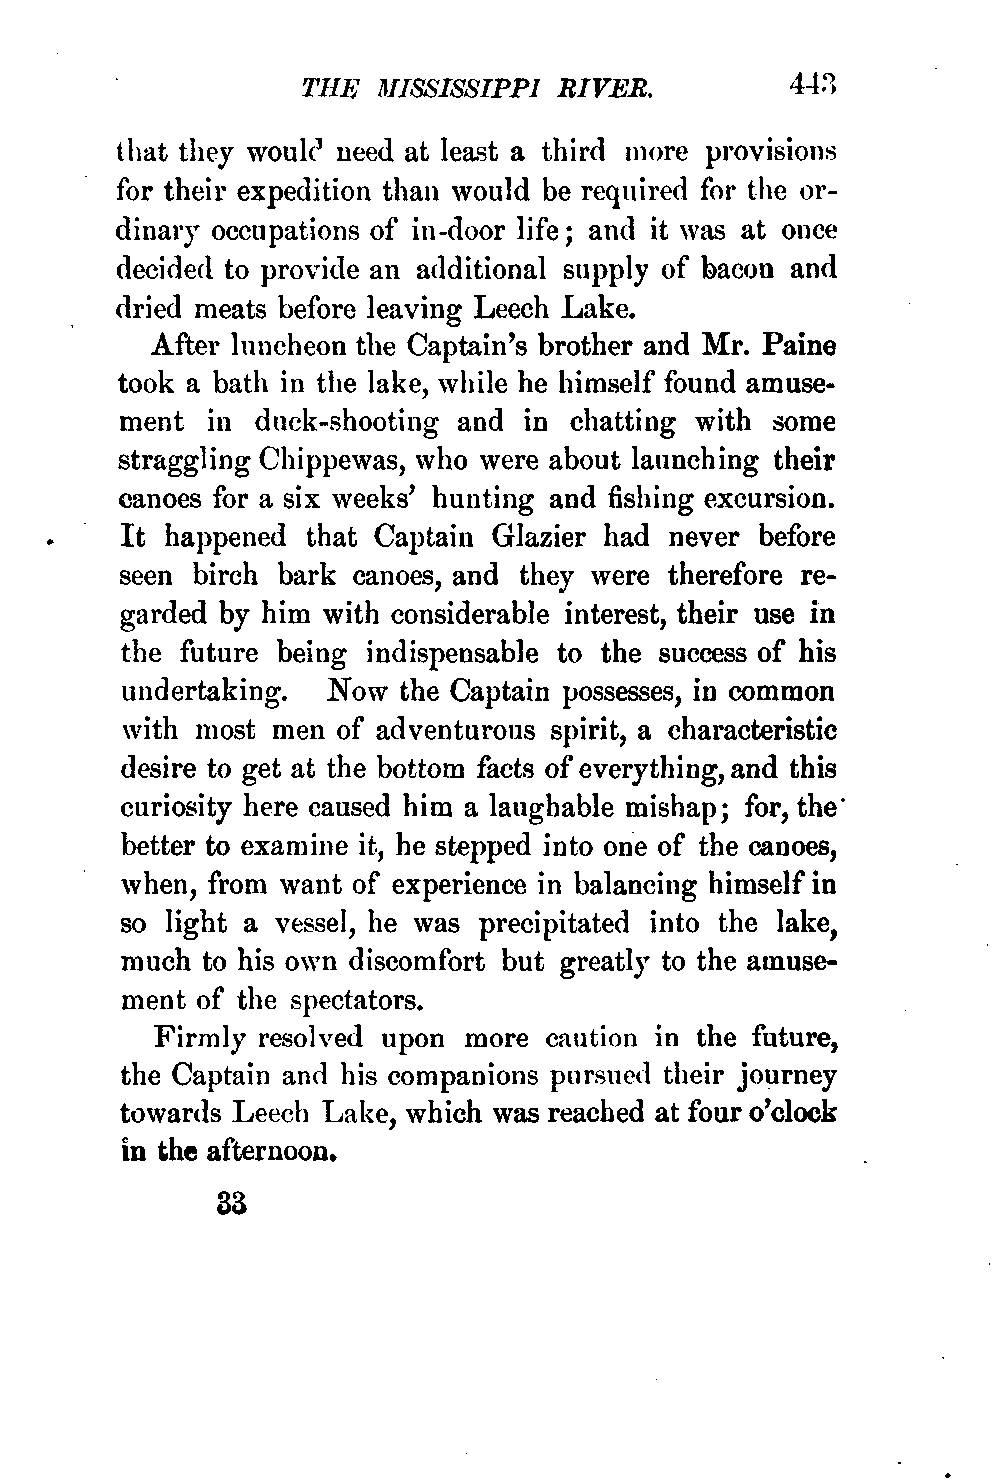 THE MISSISSIPPI RIVER. 443
that they would need at least a third more provisions
for their expedition than would be required for the or-
dinary occupations of in-door life; and it was at once
decided to provide an additional supply of bacon and
dried meats before leaving Leech Lake.
After luncheon the Captain's brother and Mr. Paine
took a bath in the lake, while he himself found amuse-
ment in duck-shooting and in chatting with some
straggling Chippewas, who were about launching their
canoes for a six weeks' hunting and fishing excursion.
It happened that Captain Glazier had never before
seen birch bark canoes, and they were therefore re-
garded by him with considerable interest, their use in
the future being indispensable to the success of his
undertaking. Now the Captain possesses, in common
with most men of adventurous spirit, a characteristic
desire to get at the bottom facts of everything, and this
curiosity here caused him a laughable mishap; for, the
better to examine it, he stepped into one of the canoes,
when, from want of experience in balancing himself in
so light a vessel, he was precipitated into the lake,
much to his own discomfort but greatly to the amuse-
ment of the spectators.
Firmly resolved upon more caution in the future,
the Captain and his companions pursued their journey
towards Leech Lake, which was reached at four o'clock
in the afternoon.
33